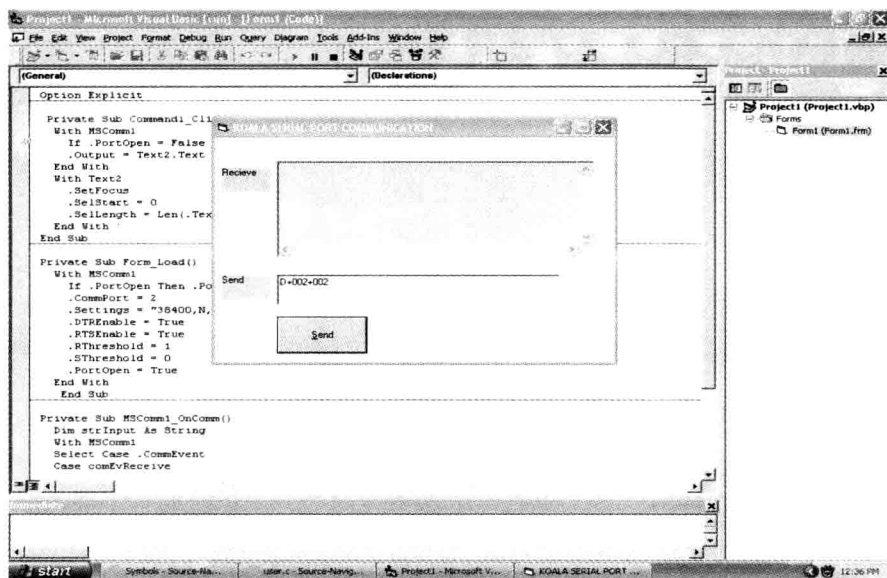 Project1 - Microsoft Visual Basic [run] - [Form1 (Code)]
File Edit View Project Format Debug Run Query Diagram Tools Add-Ins Window Help
(General) (Declarations)
Option Explicit
Private Sub Command1_Cli
With MSComm1
If .PortOpen = False
.Output = Text2.Text
End With
With Text2
.SetFocus
.SelStart = 0
.SelLength = Len(.Tex
End With
End Sub
Private Sub Form_Load()
With MSComm1
If .PortOpen Then .Po
.CommPort = 2
.Settings = "38400,N,
.DTREnable = True
.RTSEnable = True
.RThreshold = 1
.SThreshold = 0
.PortOpen = True
End With
End Sub
Private Sub MSComm1_OnComm()
Dim strInput As String
With MSComm1
Select Case .CommEvent
Case comEvReceive
KOALA SERIAL PORT COMMUNICATION
Recieve
Send
D+002+002
Send
Project - Project1
Project1 (Project1.vbp)
Forms
Form1 (Form1.frm)
Immediate
start Symbols - Source-Na... user.c - Source-Navig... Project1 - Microsoft V... KOALA SERIAL PORT ... 12:36 PM